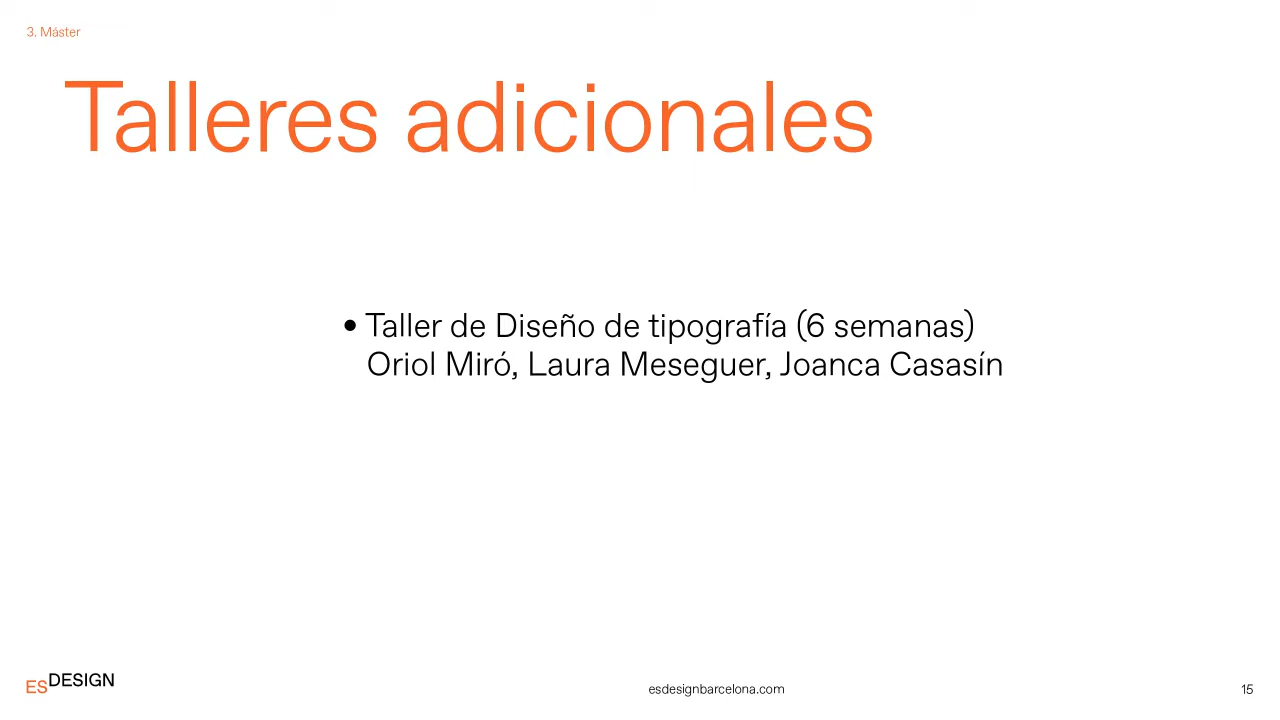 3. Máster
Talleres adicionales
• Taller de Diseño de tipografía (6 semanas)
Oriol Miró, Laura Meseguer, Joanca Casasín
ESDESIGN
esdesignbarcelona.com
15